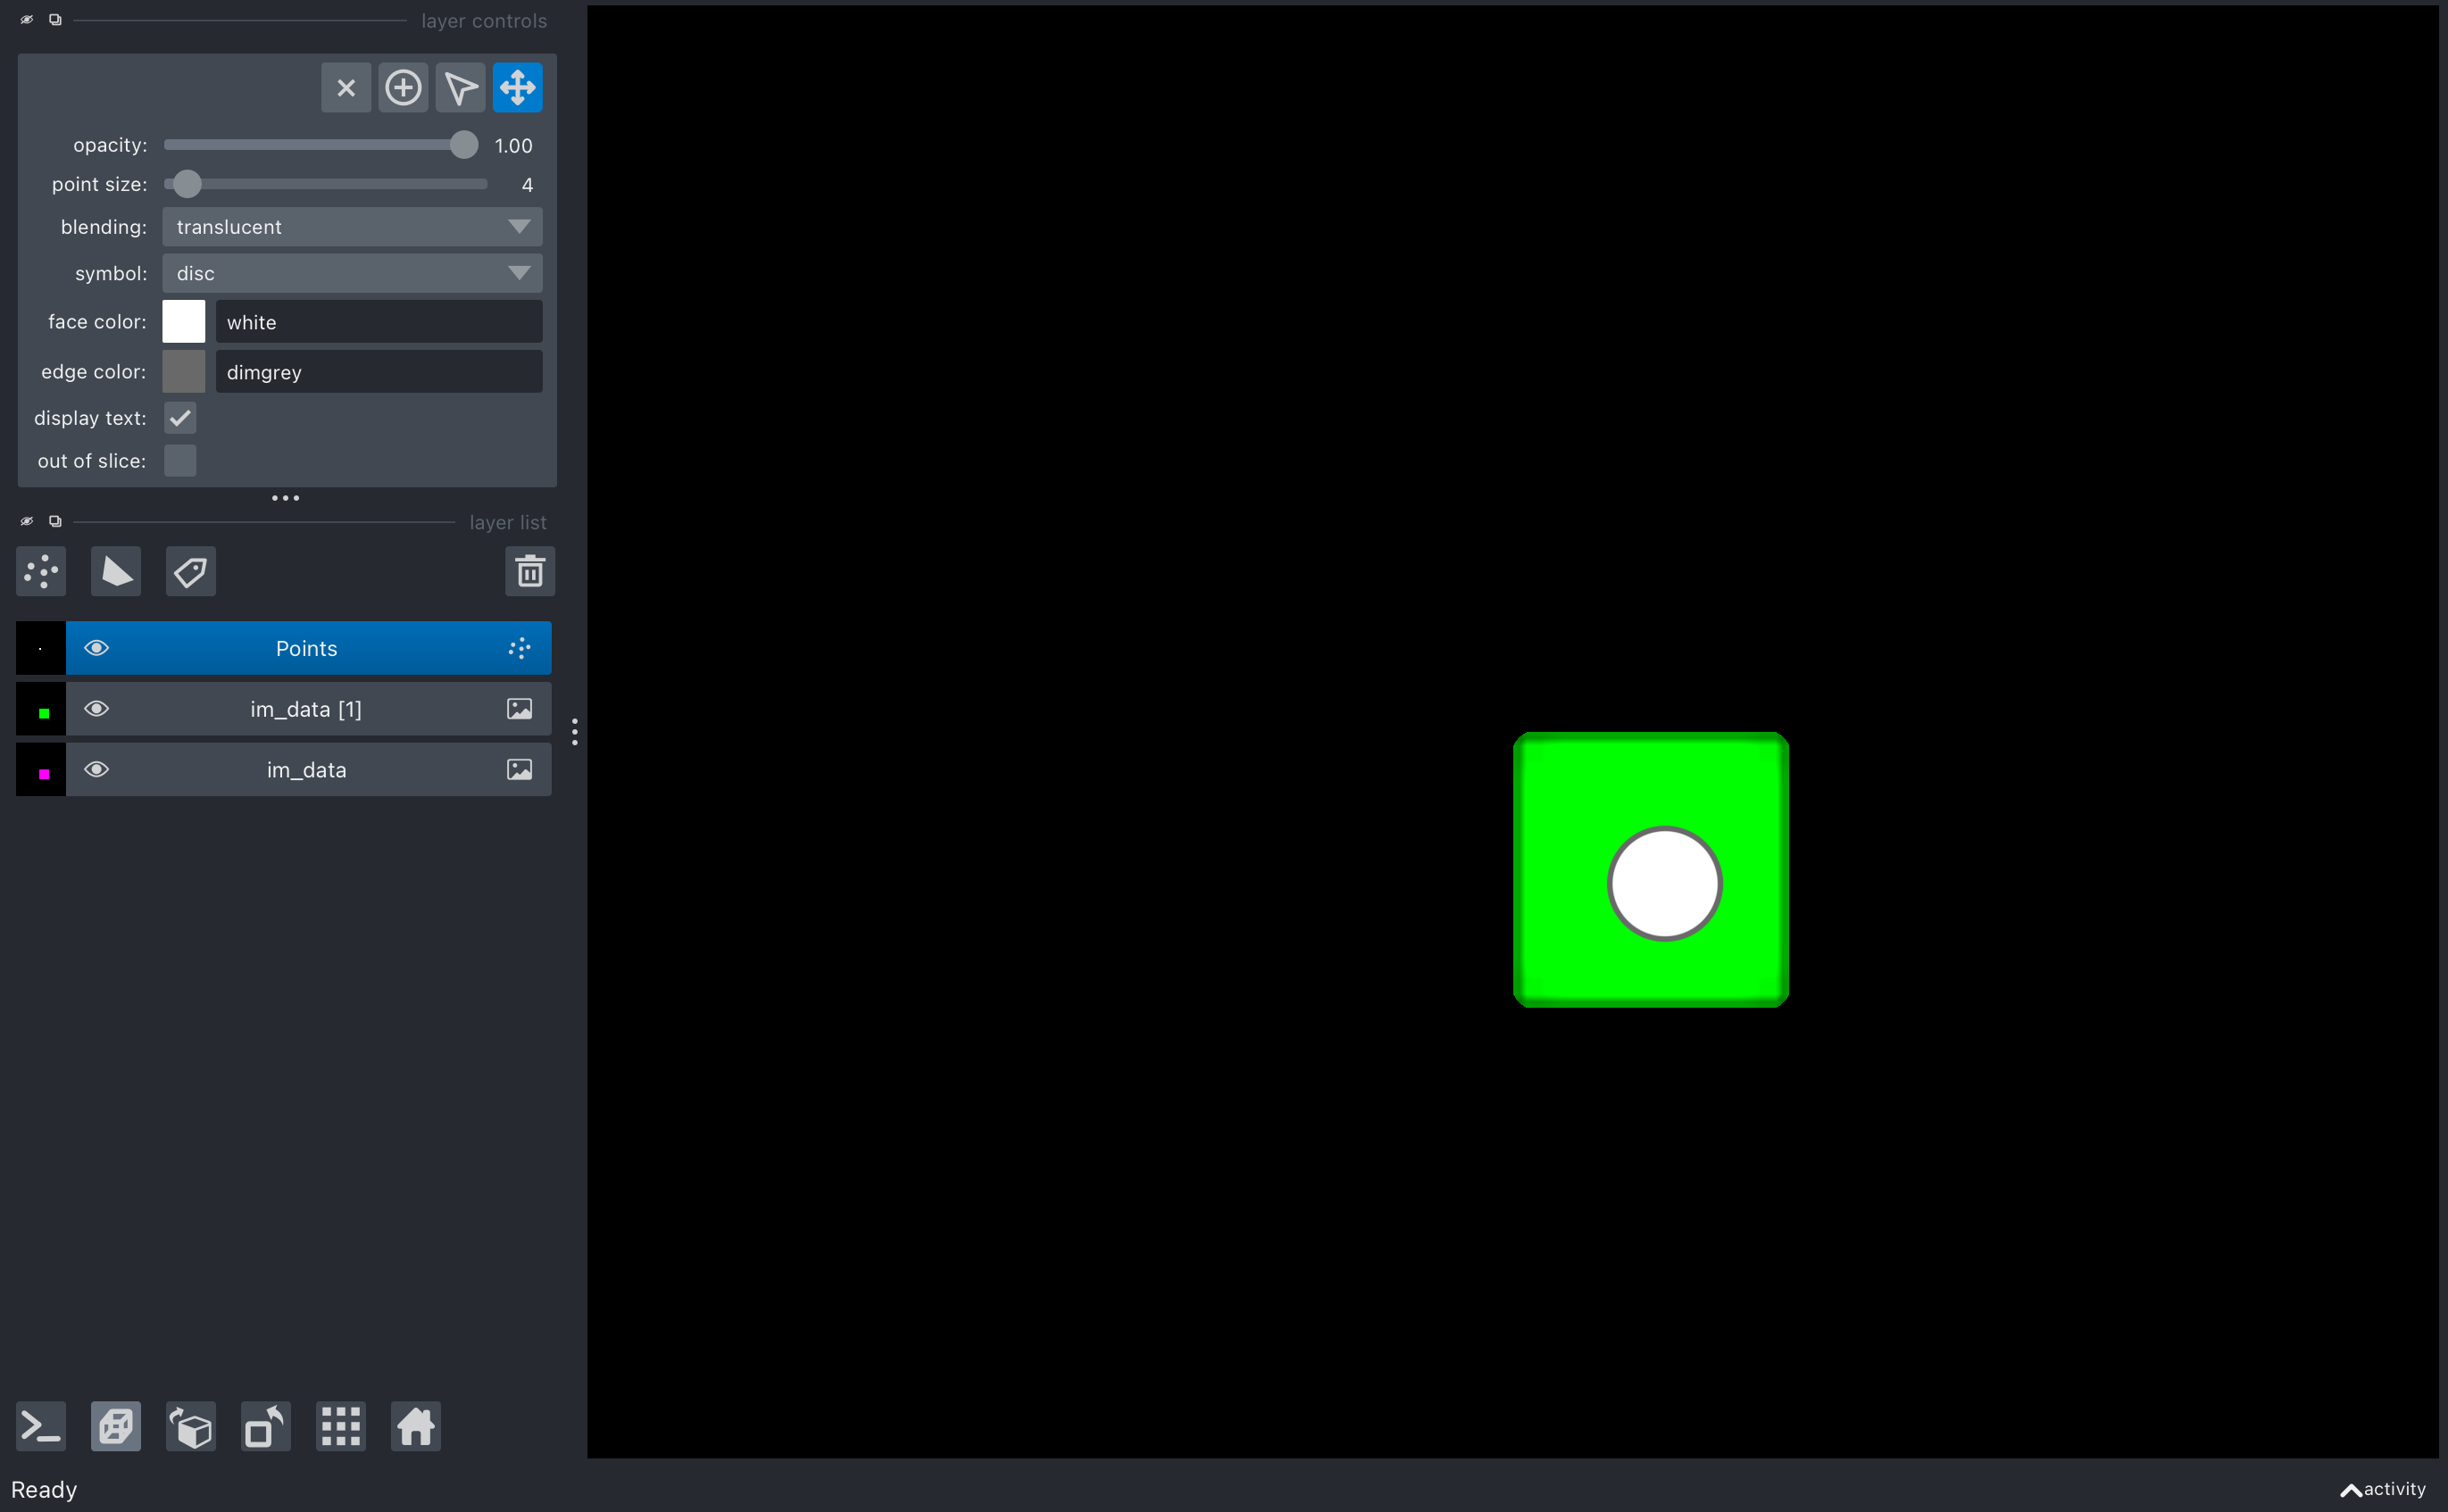 layer controls
opacity: 1.00
point size: 4
blending: translucent
symbol: disc
face color: white
edge color: dimgrey
display text:
out of slice:
layer list
Points
im_data [1]
im_data
Ready
activity